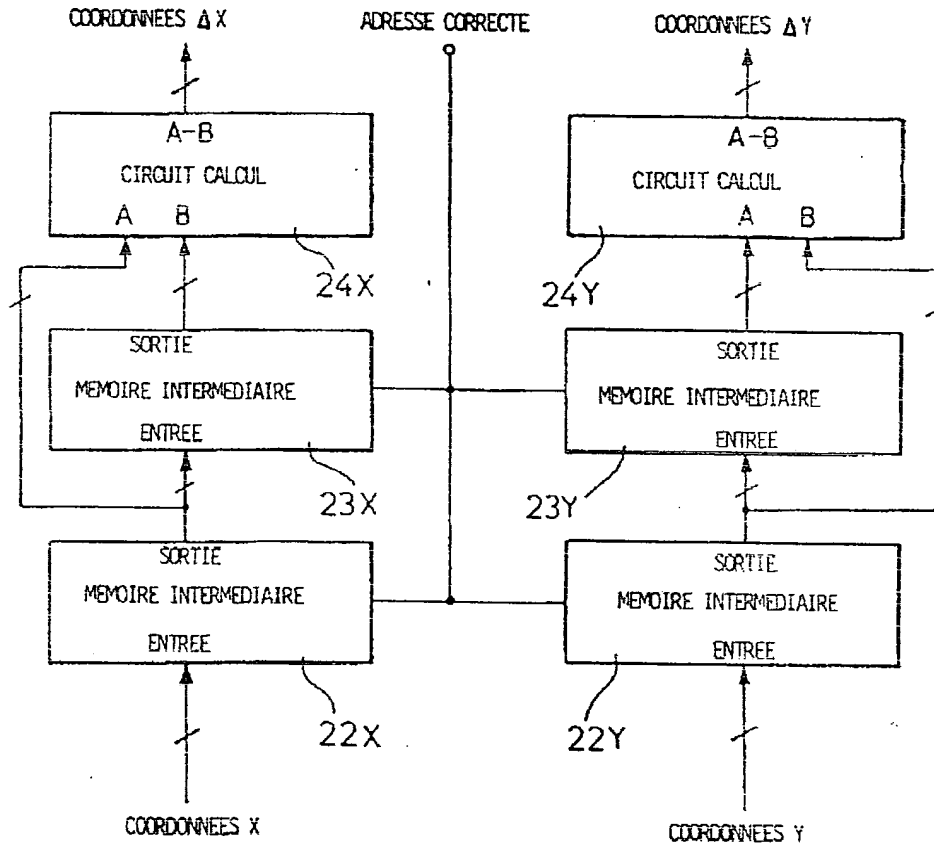 COORDONNEES Δ X
ADRESSE CORRECTE
COORDONNEES Δ Y
A-B
CIRCUIT CALCUL
A B
24X
A-B
CIRCUIT CALCUL
A B
24Y
SORTIE
MEMOIRE INTERMEDIAIRE
ENTREE
23X
SORTIE
MEMOIRE INTERMEDIAIRE
ENTREE
23Y
SORTIE
MEMOIRE INTERMEDIAIRE
ENTREE
22X
SORTIE
MEMOIRE INTERMEDIAIRE
ENTREE
22Y
COORDONNEES X
COORDONNEES Y